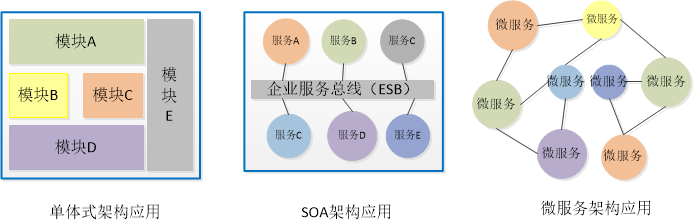 模块A
模块B
模块C
模块D
模块E
单体式架构应用
服务A
服务B
服务C
企业服务总线（ESB）
服务C
服务D
服务E
SOA架构应用
微服务
微服务
微服务
微服务
微服务
微服务
微服务
微服务
微服务架构应用